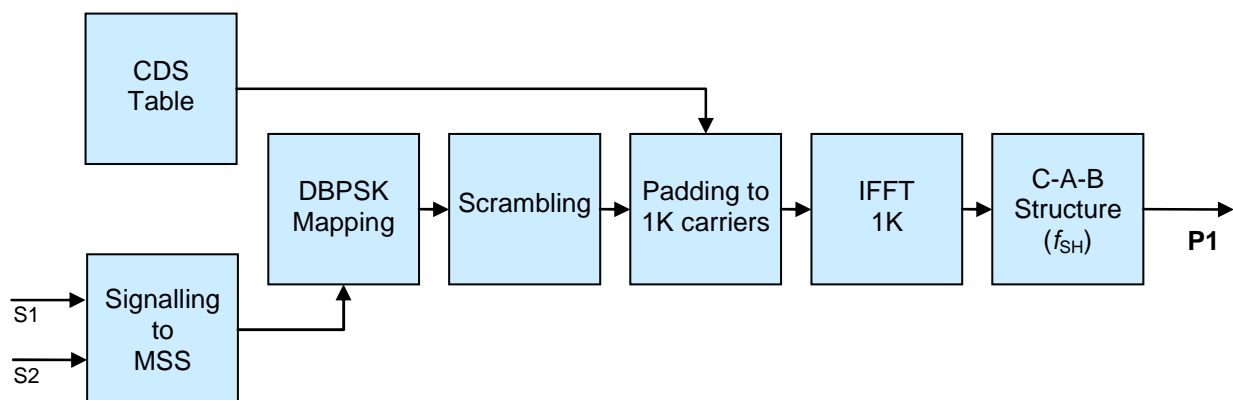 CDS
Table
DBPSK
Mapping
Scrambling
Padding to
1K carriers
IFFT
1K
C-A-B
Structure
(fSH)
P1
Signalling
to
MSS
S1
S2